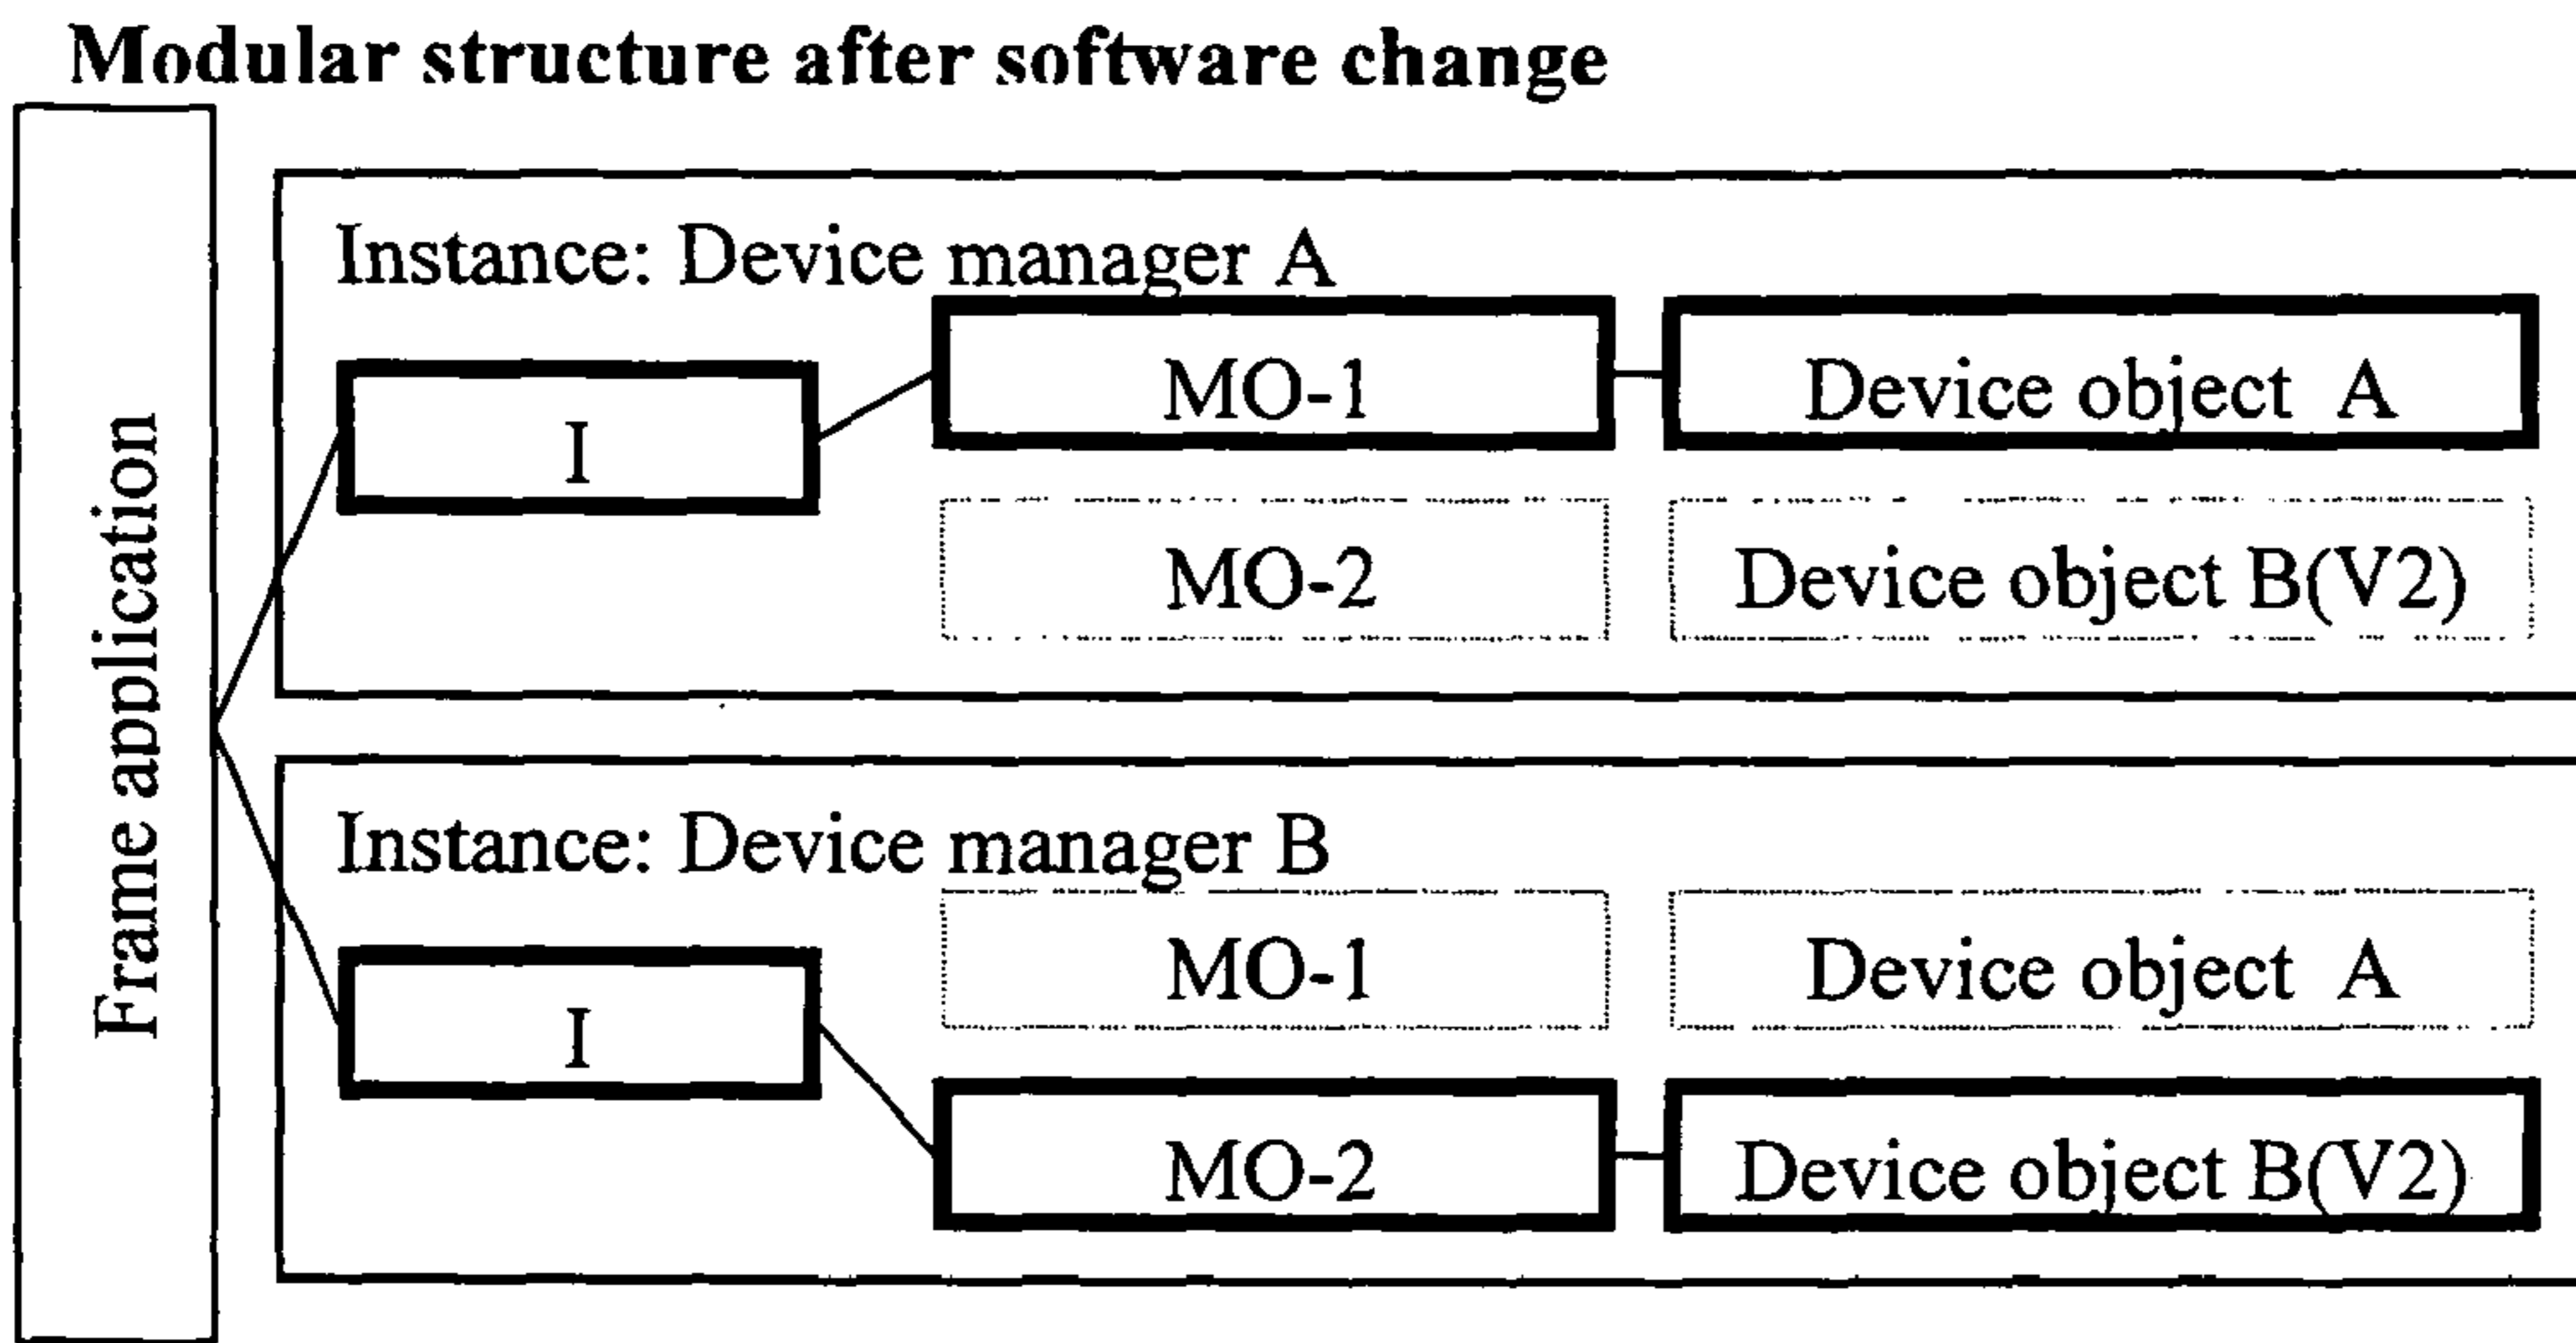 Modular structure after software change
Frame application
Instance: Device manager A
I
MO-1
Device object A
MO-2
Device object B(V2)
Instance: Device manager B
MO-1
Device object A
I
MO-2
Device object B(V2)